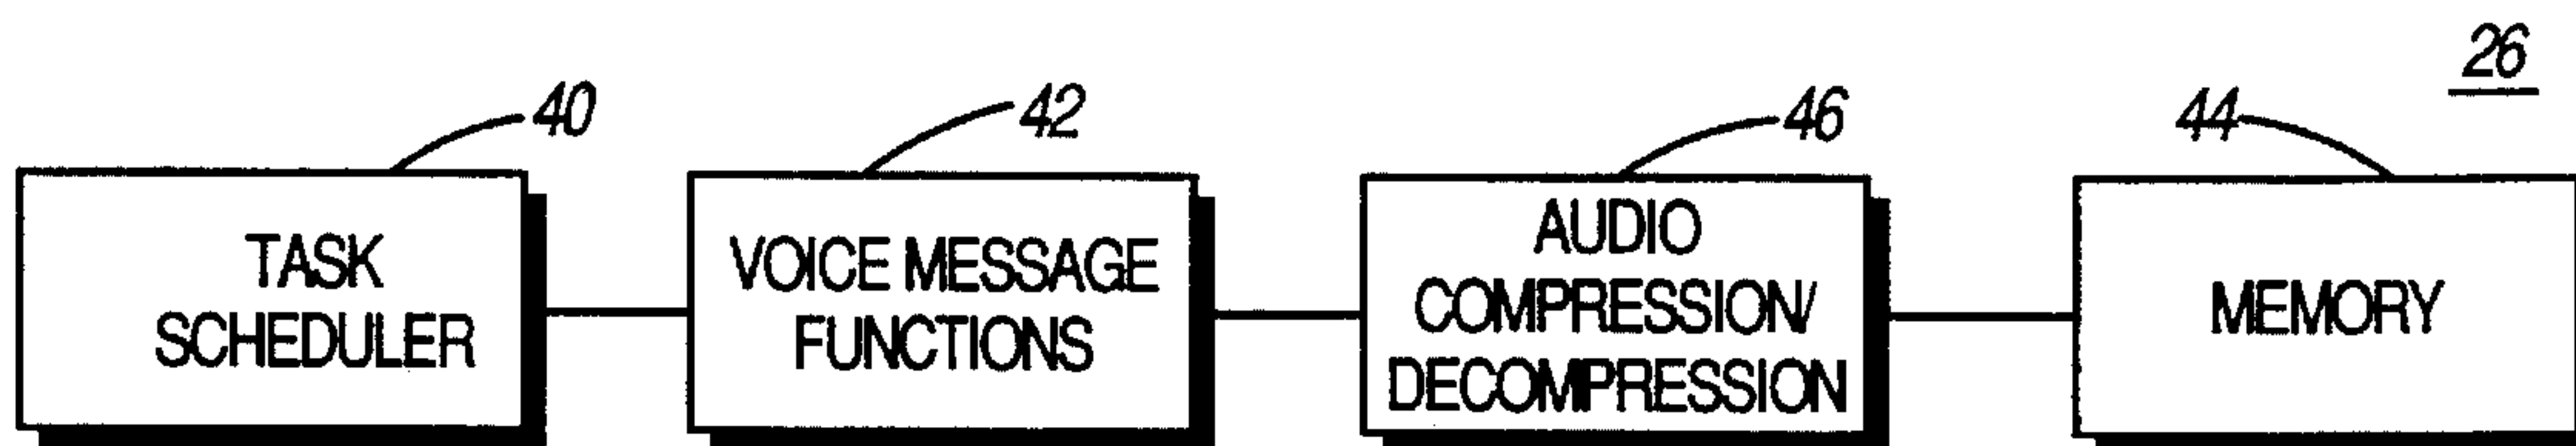 26
40
42
46
44
TASK
SCHEDULER
VOICE MESSAGE
FUNCTIONS
AUDIO
COMPRESSION/
DECOMPRESSION
MEMORY